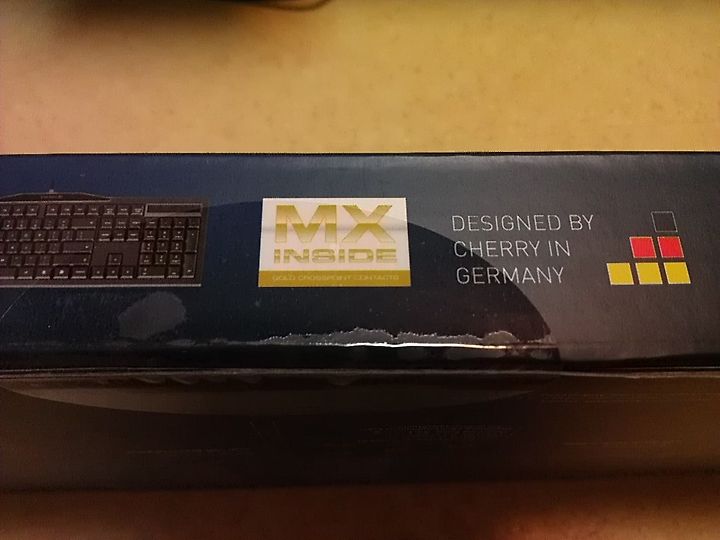 MX
INSIDE
GOLD CROSSPOINT CONTACTS
DESIGNED BY
CHERRY IN
GERMANY